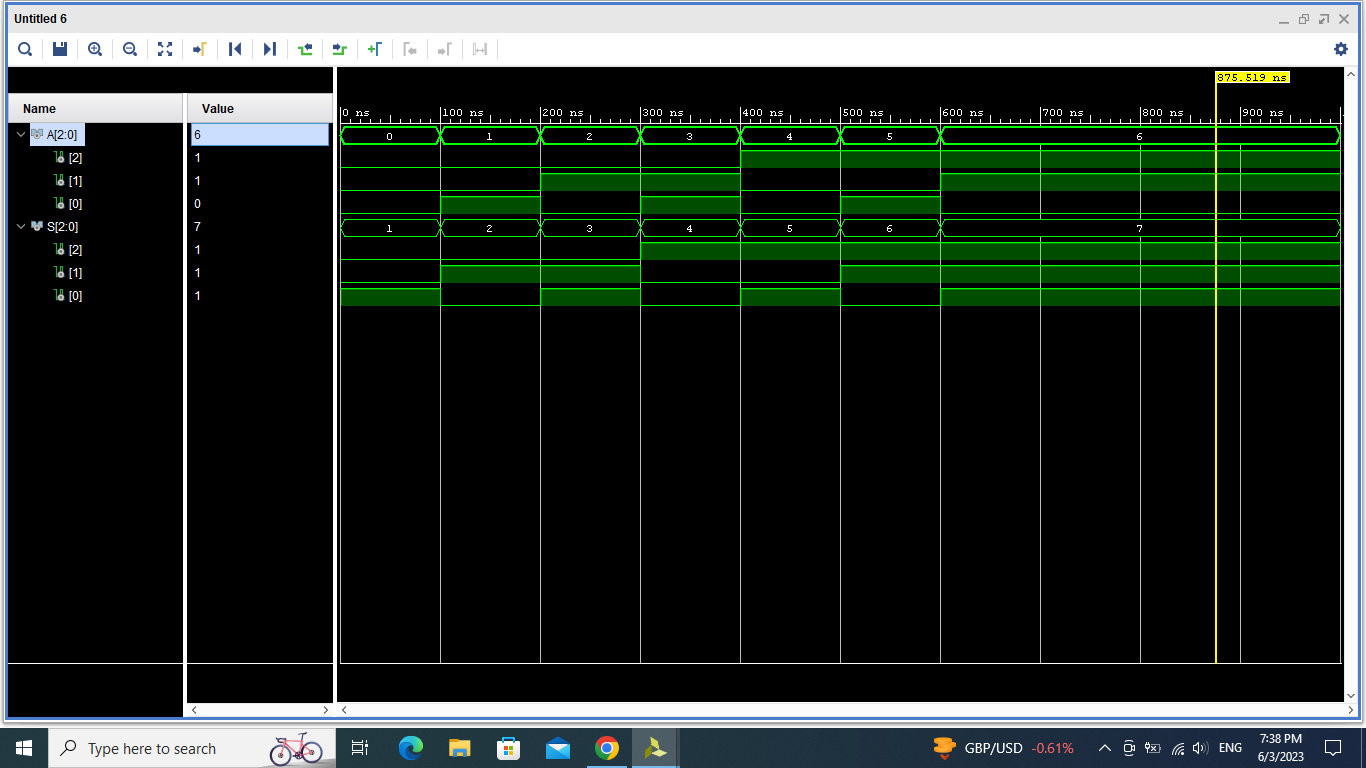 Untitled 6
875.519 ns
Name Value
0 ns 100 ns 200 ns 300 ns 400 ns 500 ns 600 ns 700 ns 800 ns 900 ns
A[2:0] 6 0 1 2 3 4 5 6
[2] 1
[1] 1
[0] 0
S[2:0] 7 1 2 3 4 5 6 7
[2] 1
[1] 1
[0] 1
Type here to search
GBP/USD -0.61%
ENG
7:38 PM
6/3/2023